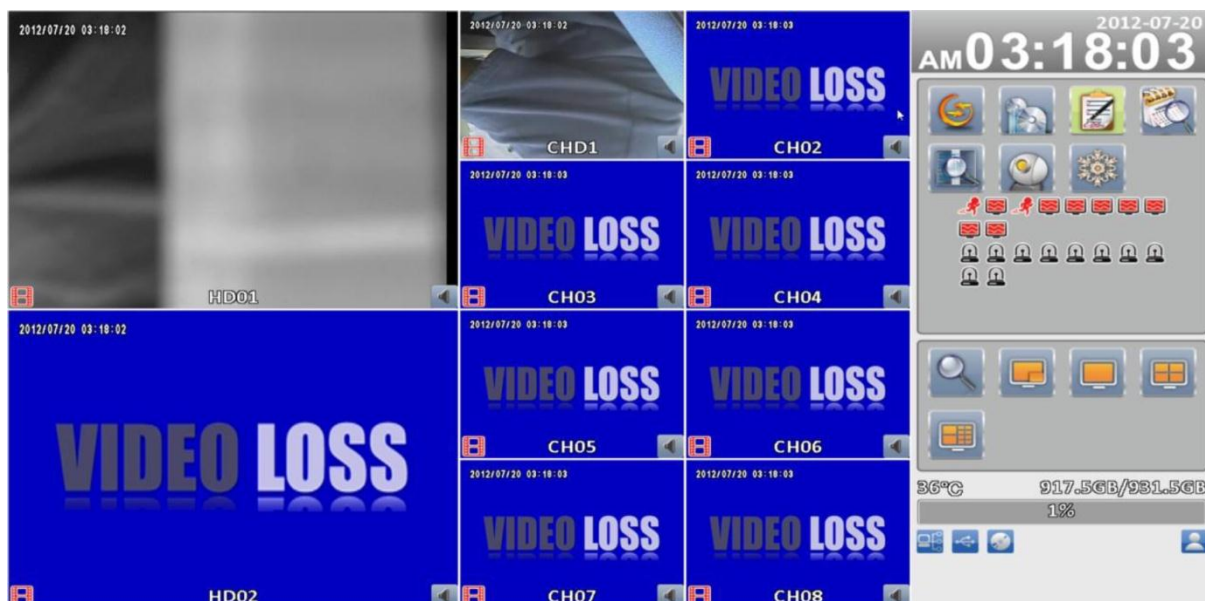 2012/07/20 03:18:02
HD01
2012/07/20 03:18:02
CHD1
2012/07/20 03:18:03
VIDEO LOSS
CH02
2012/07/20 03:18:03
VIDEO LOSS
CH03
2012/07/20 03:18:03
VIDEO LOSS
CH04
2012/07/20 03:18:02
VIDEO LOSS
HD02
2012/07/20 03:18:03
VIDEO LOSS
CH05
2012/07/20 03:18:03
VIDEO LOSS
CH06
2012/07/20 03:18:03
VIDEO LOSS
CH07
2012/07/20 03:18:03
VIDEO LOSS
CH08
2012-07-20
AM 03:18:03
36°C 917.5GB/931.5GB
1%